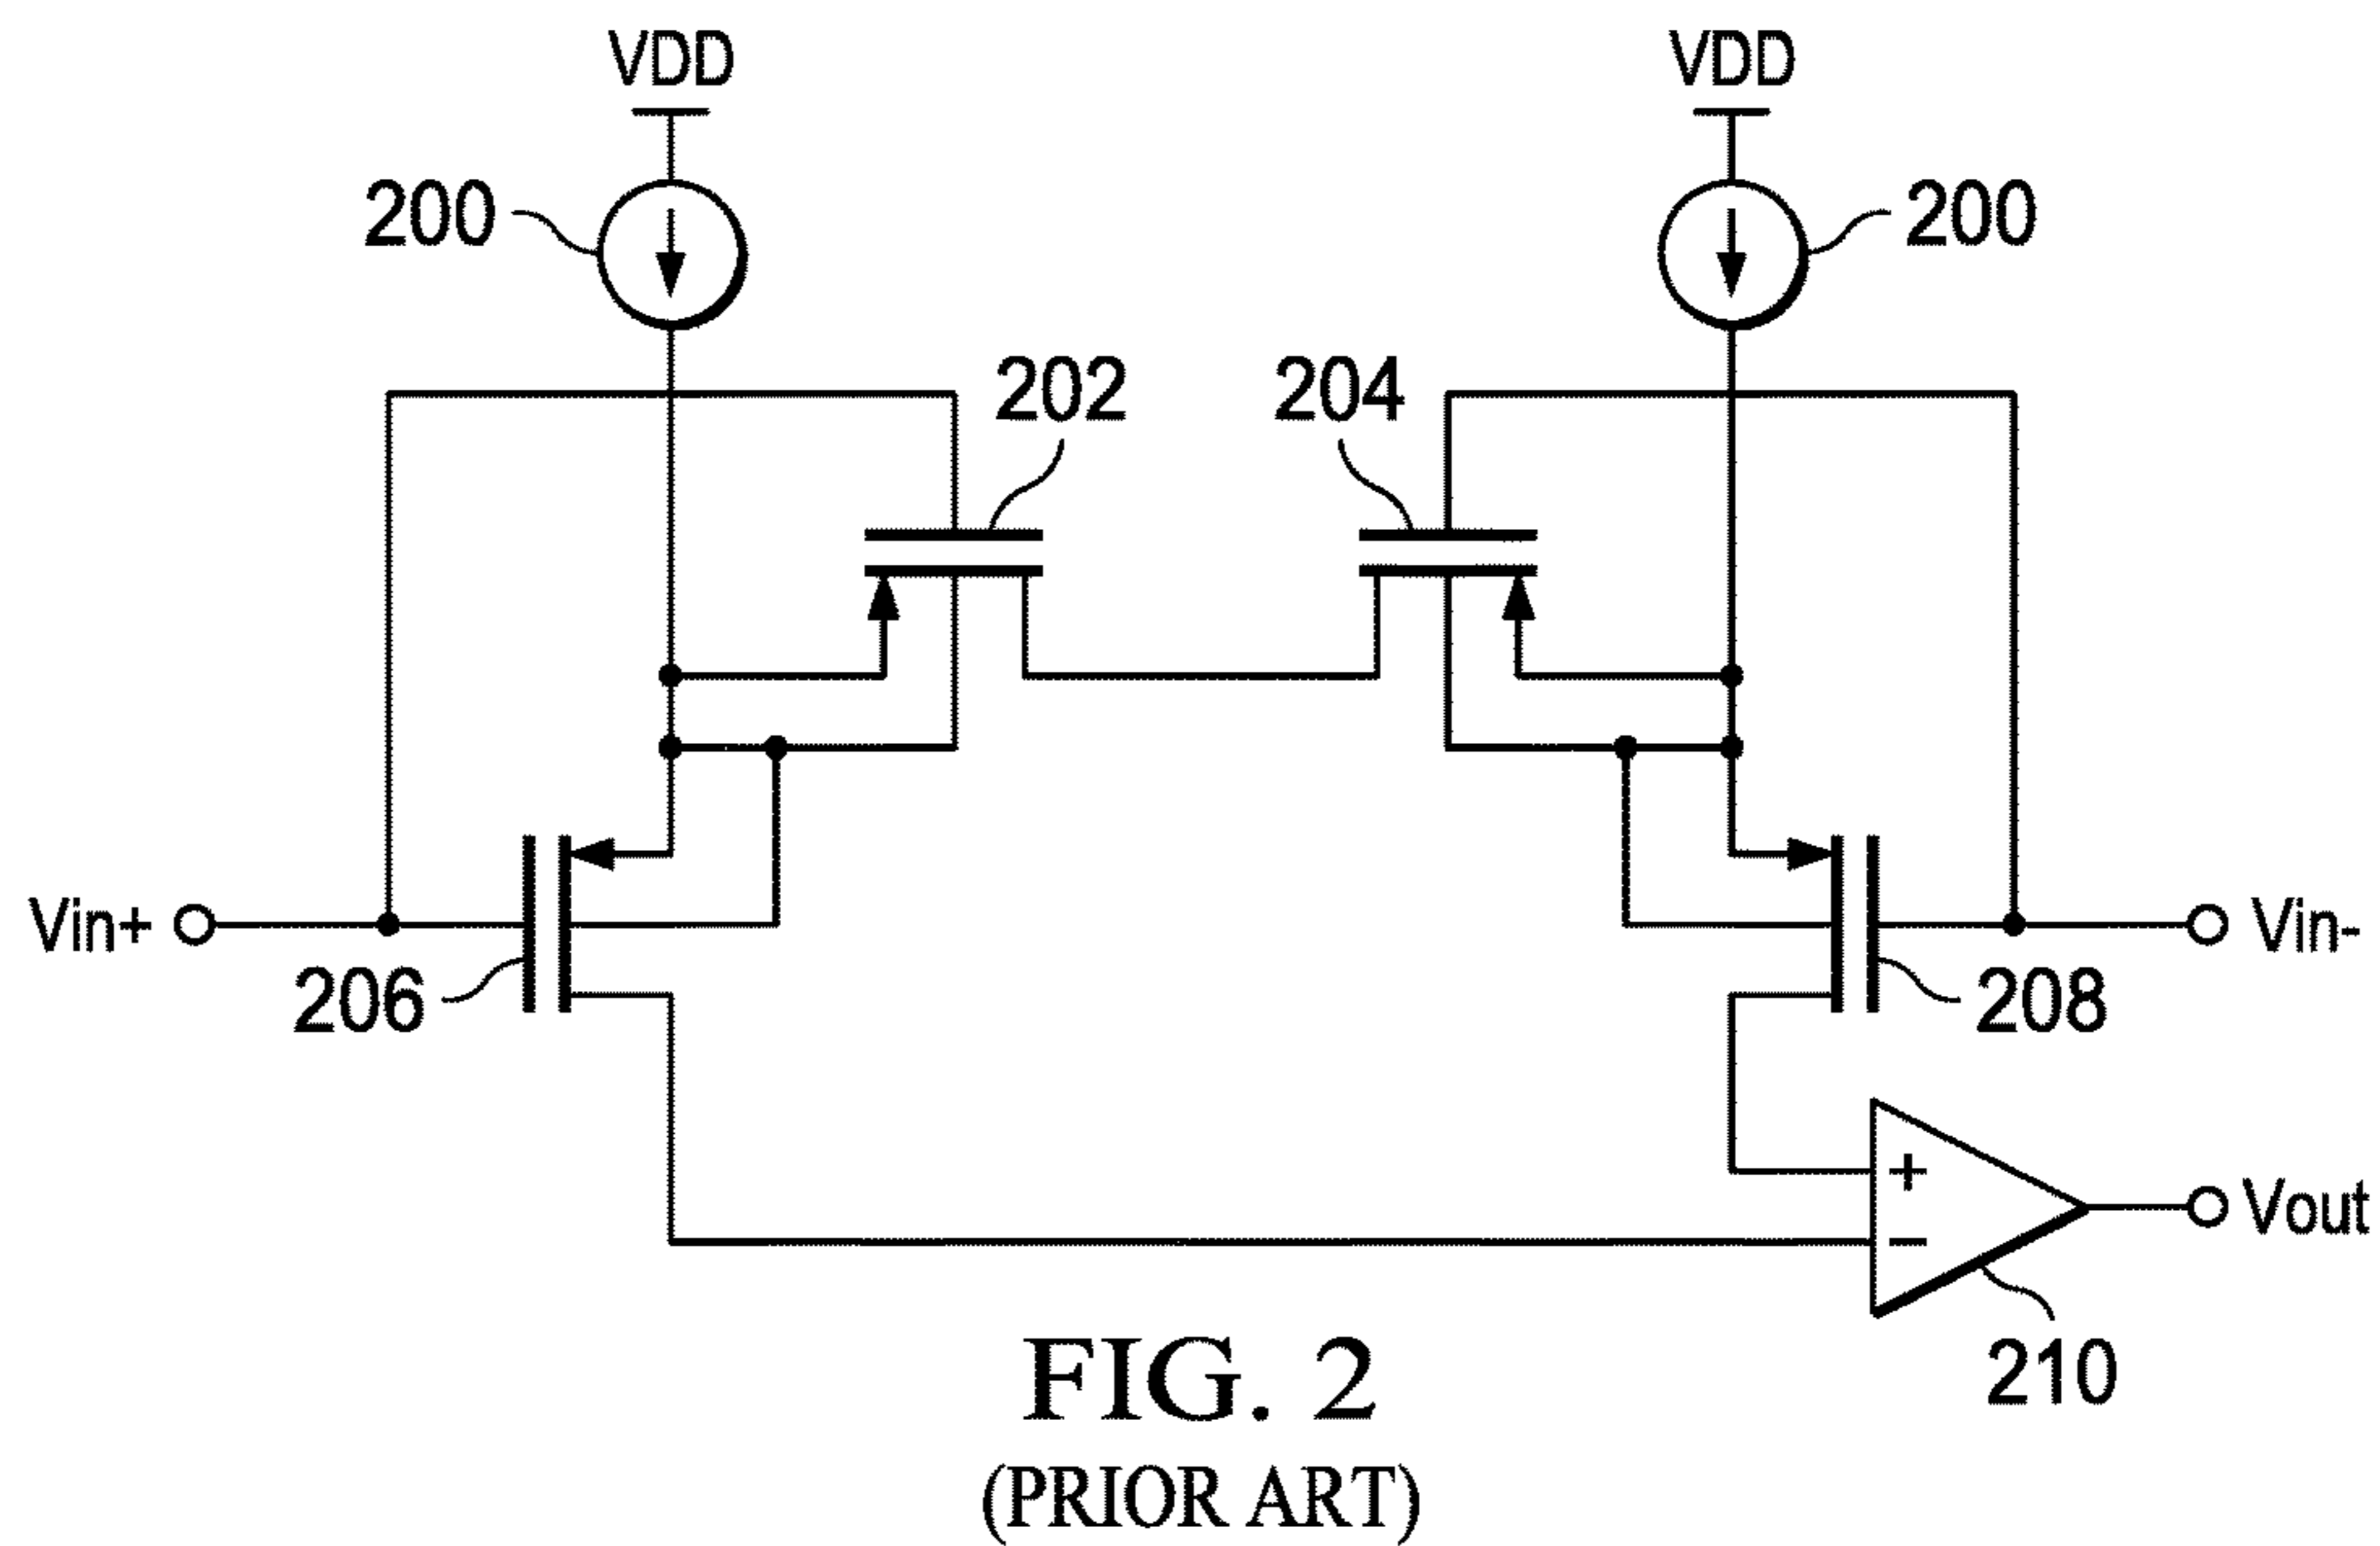 VDD VDD
200 200
202 204
Vin+ Vin-
206 208
+
Vout
−
210
FIG. 2
(PRIOR ART)